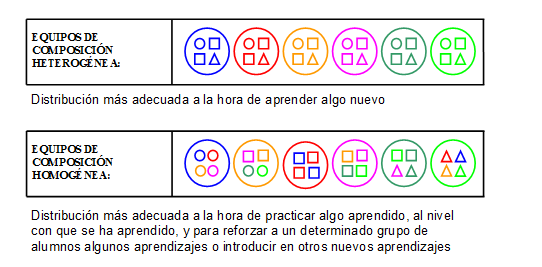 EQUIPOS DE
COMPOSICIÓN
HETEROGÉNEA:
Distribución más adecuada a la hora de aprender algo nuevo
EQUIPOS DE
COMPOSICIÓN
HOMOGÉNEA:
Distribución más adecuada a la hora de practicar algo aprendido, al nivel
con que se ha aprendido, y para reforzar a un determinado grupo de
alumnos algunos aprendizajes o introducir en otros nuevos aprendizajes